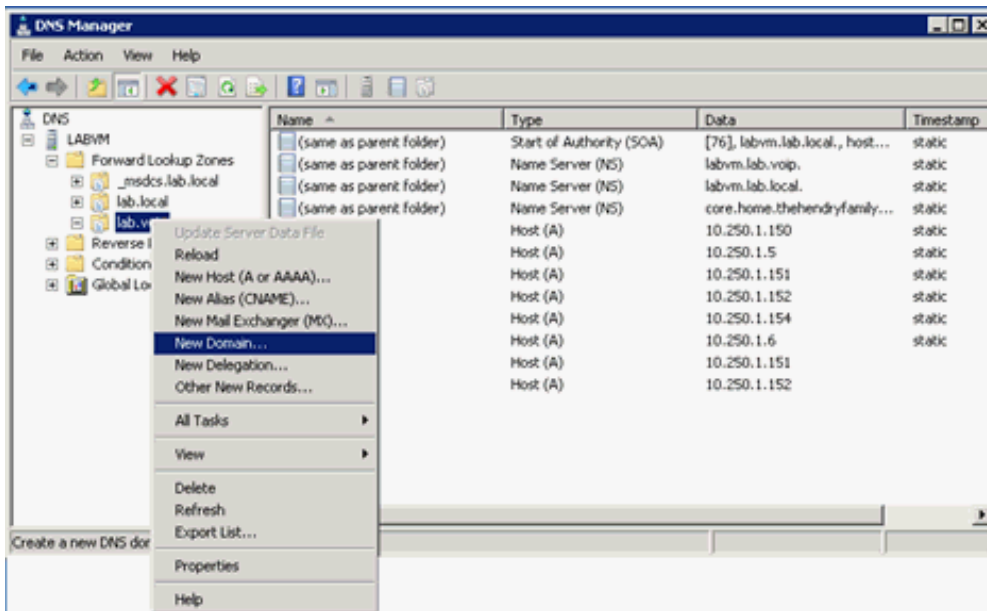 DNS Manager
File Action View Help
DNS
LABVM
Forward Lookup Zones
_msdcs.lab.local
lab.local
lab.vo
Reverse l
Condition
Global Lo
Name Type Data Timestamp
(same as parent folder) Start of Authority (SOA) [76], labvm.lab.local., host... static
(same as parent folder) Name Server (NS) labvm.lab.voip. static
(same as parent folder) Name Server (NS) labvm.lab.local. static
(same as parent folder) Name Server (NS) core.home.thehendryfamily.... static
Host (A) 10.250.1.150 static
Host (A) 10.250.1.5 static
Host (A) 10.250.1.151 static
Host (A) 10.250.1.152 static
Host (A) 10.250.1.154 static
Host (A) 10.250.1.6 static
Host (A) 10.250.1.151
Host (A) 10.250.1.152
Update Server Data File
Reload
New Host (A or AAAA)...
New Alias (CNAME)...
New Mail Exchanger (MX)...
New Domain...
New Delegation...
Other New Records...
All Tasks
View
Delete
Refresh
Export List...
Properties
Help
Create a new DNS dor